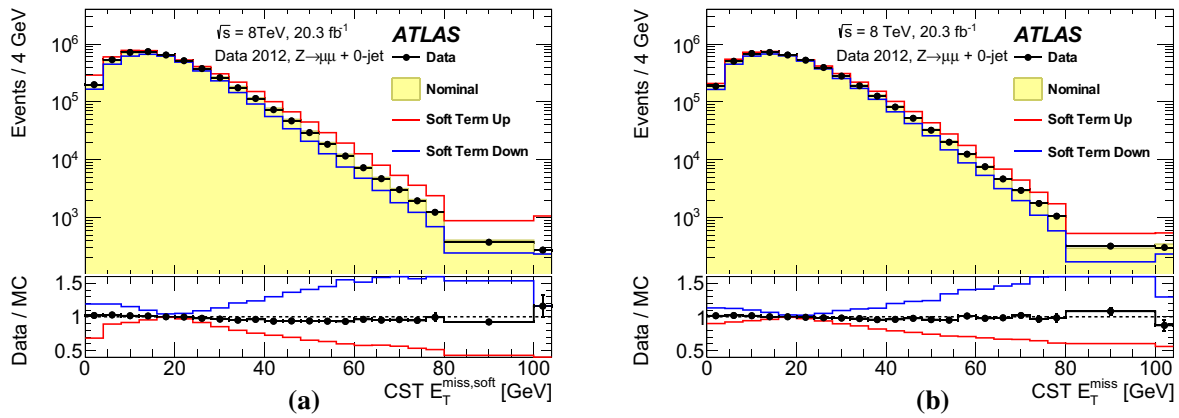 √s = 8TeV, 20.3 fb⁻¹ ATLAS
Data 2012, Z→μμ + 0-jet
Data
Nominal
Soft Term Up
Soft Term Down
Events / 4 GeV
10⁶
10⁵
10⁴
10³
Data / MC
1.5
1
0.5
0 20 40 60 80 100
CST E_T^miss,soft [GeV]
(a)
√s = 8 TeV, 20.3 fb⁻¹ ATLAS
Data 2012, Z→μμ + 0-jet
Data
Nominal
Soft Term Up
Soft Term Down
Events / 4 GeV
10⁶
10⁵
10⁴
10³
Data / MC
1.5
1
0.5
0 20 40 60 80 100
CST E_T^miss [GeV]
(b)